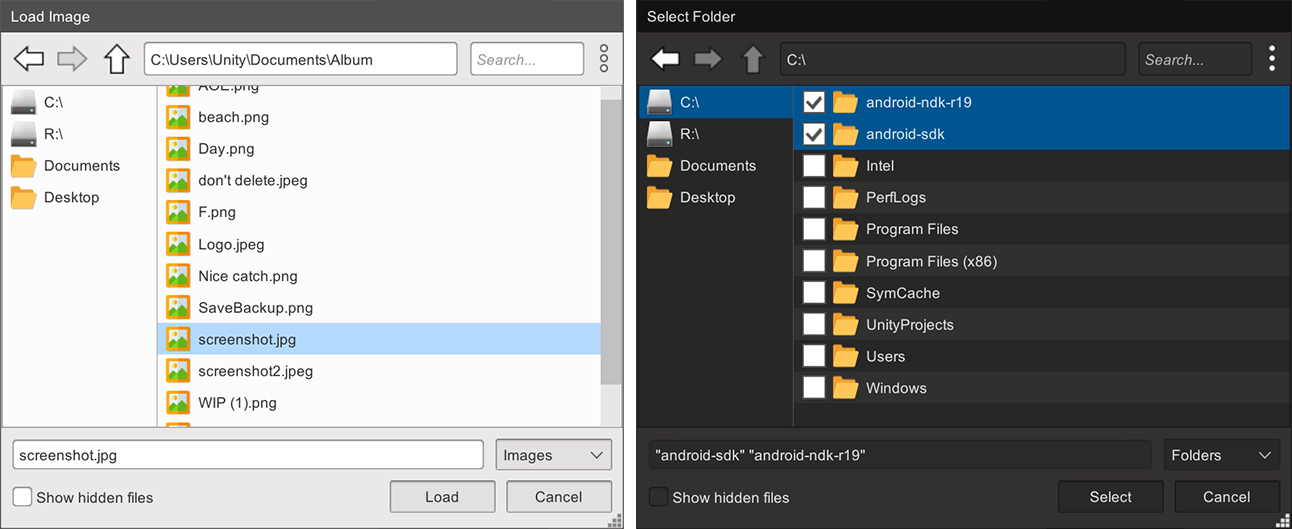 Load Image
C:\Users\Unity\Documents\Album
Search...
C:\
R:\
Documents
Desktop
AOE.png
beach.png
Day.png
don't delete.jpeg
F.png
Logo.jpeg
Nice catch.png
SaveBackup.png
screenshot.jpg
screenshot2.jpeg
WIP (1).png
screenshot.jpg
Images
Show hidden files
Load
Cancel
Select Folder
C:\
Search...
C:\
R:\
Documents
Desktop
android-ndk-r19
android-sdk
Intel
PerfLogs
Program Files
Program Files (x86)
SymCache
UnityProjects
Users
Windows
"android-sdk" "android-ndk-r19"
Folders
Show hidden files
Select
Cancel